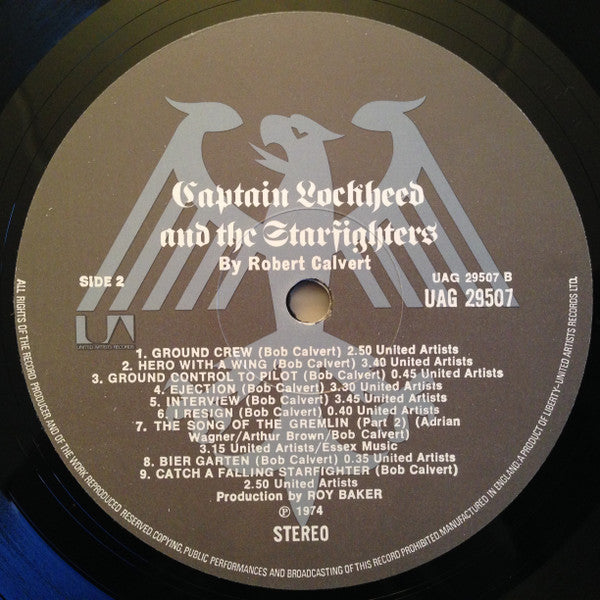 Captain Lockheed
and the Starfighters
By Robert Calvert
SIDE 2
UAG 29507 B
UAG 29507
UA
UNITED ARTISTS RECORDS
1. GROUND CREW (Bob Calvert) 2.50 United Artists
2. HERO WITH A WING (Bob Calvert) 3.40 United Artists
3. GROUND CONTROL TO PILOT (Bob Calvert) 0.45 United Artists
4. EJECTION (Bob Calvert) 3.30 United Artists
5. INTERVIEW (Bob Calvert) 3.45 United Artists
6. I RESIGN (Bob Calvert) 0.40 United Artists
7. THE SONG OF THE GREMLIN (Part 2) (Adrian
Wagner/Arthur Brown/Bob Calvert)
3.15 United Artists/Essex Music
8. BIER GARTEN (Bob Calvert) 0.35 United Artists
9. CATCH A FALLING STARFIGHTER (Bob Calvert)
2.50 United Artists
Production by ROY BAKER
℗ 1974
STEREO
ALL RIGHTS OF THE RECORD PRODUCER AND OF THE WORK REPRODUCED RESERVED. COPYING, PUBLIC PERFORMANCES AND BROADCASTING OF THIS RECORD PROHIBITED. MANUFACTURED IN ENGLAND. A PRODUCT OF LIBERTY-UNITED ARTISTS RECORDS LTD.